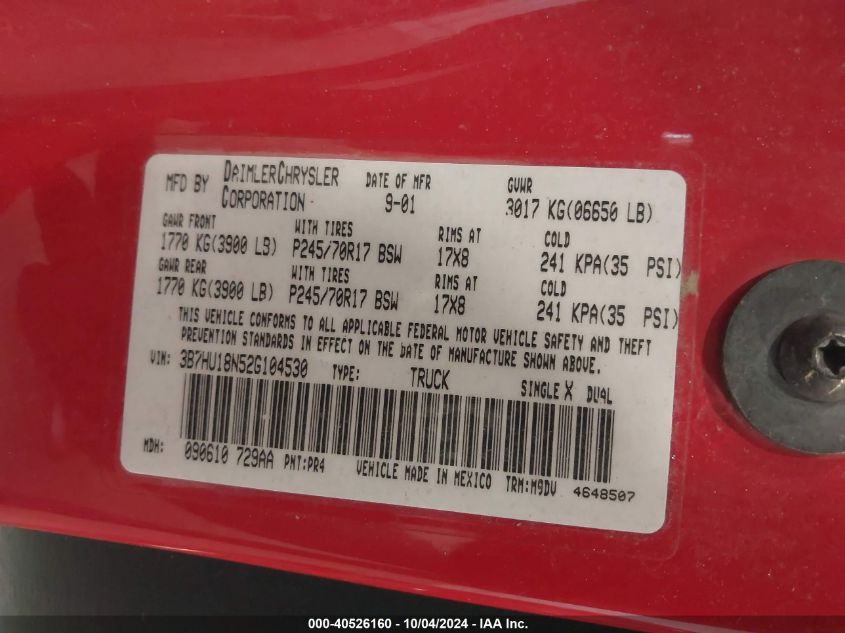 MFD BY DAIMLERCHRYSLER CORPORATION DATE OF MFR 9-01 GVWR 3017 KG(06650 LB)
GAWR FRONT WITH TIRES RIMS AT COLD
1770 KG(3900 LB) P245/70R17 BSW 17X8 241 KPA(35 PSI)
GAWR REAR WITH TIRES RIMS AT COLD
1770 KG(3900 LB) P245/70R17 BSW 17X8 241 KPA(35 PSI)
THIS VEHICLE CONFORMS TO ALL APPLICABLE FEDERAL MOTOR VEHICLE SAFETY AND THEFT
PREVENTION STANDARDS IN EFFECT ON THE DATE OF MANUFACTURE SHOWN ABOVE.
VIN: 3B7HU18N52G104530 TYPE: TRUCK SINGLE X DUAL
MDH: 090610 729AA PNT:PR4 VEHICLE MADE IN MEXICO TRM:M9DV 4648507
000-40526160 - 10/04/2024 - IAA Inc.